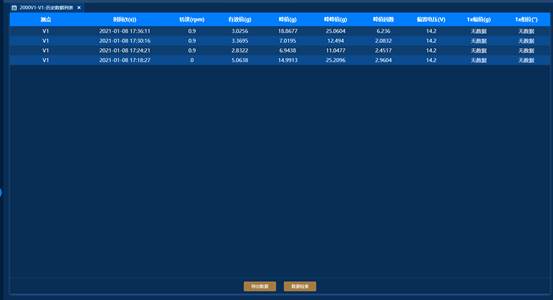 2000V1-V1-历史数据列表 ×
测点 时间(t(s)) 转速(rpm) 有效值(g) 峰值(g) 峰峰值(g) 峰值因数 偏置电压(V) 1x幅值(g) 1x相位(°)
V1 2021-01-08 17:36:11 0.9 3.0256 18.8677 25.0604 6.236 14.2 无数据 无数据
V1 2021-01-08 17:30:16 0.9 3.3695 7.0195 12.494 2.0832 14.2 无数据 无数据
V1 2021-01-08 17:24:21 0.9 2.8322 6.9438 11.0477 2.4517 14.2 无数据 无数据
V1 2021-01-08 17:18:27 0 5.0638 14.9913 25.2096 2.9604 14.2 无数据 无数据
导出数据